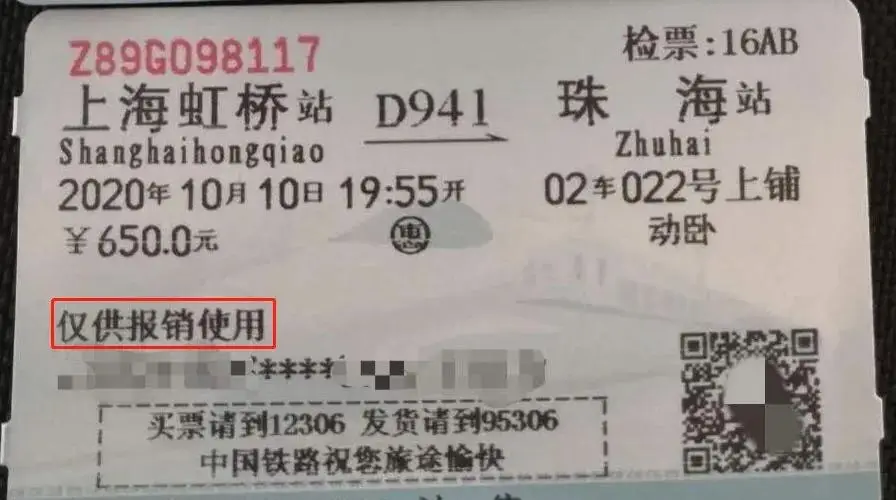 Z89G098117 检票:16AB
上海虹桥站 D941 珠海站
Shanghaihongqiao Zhuhai
2020年10月10日 19:55开 02车022号上铺
￥650.0元 惠 动卧
仅供报销使用
****
买票请到12306 发货请到95306
中国铁路祝您旅途愉快